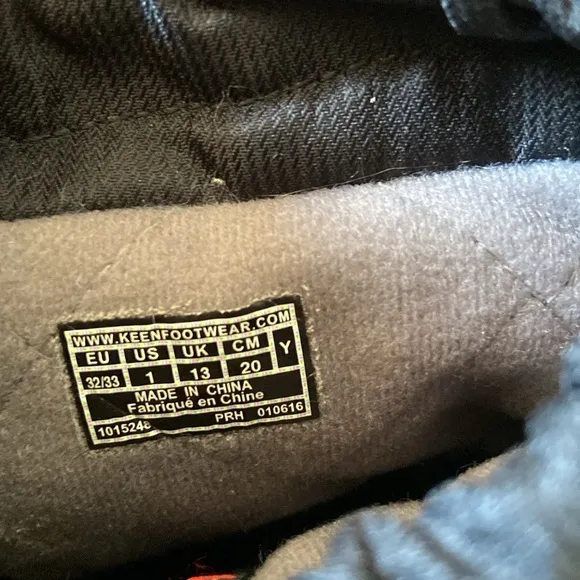 WWW.KEENFOOTWEAR.COM
EU US UK CM Y
32/33 1 13 20
MADE IN CHINA
Fabriqué en Chine
1015248 PRH 010616